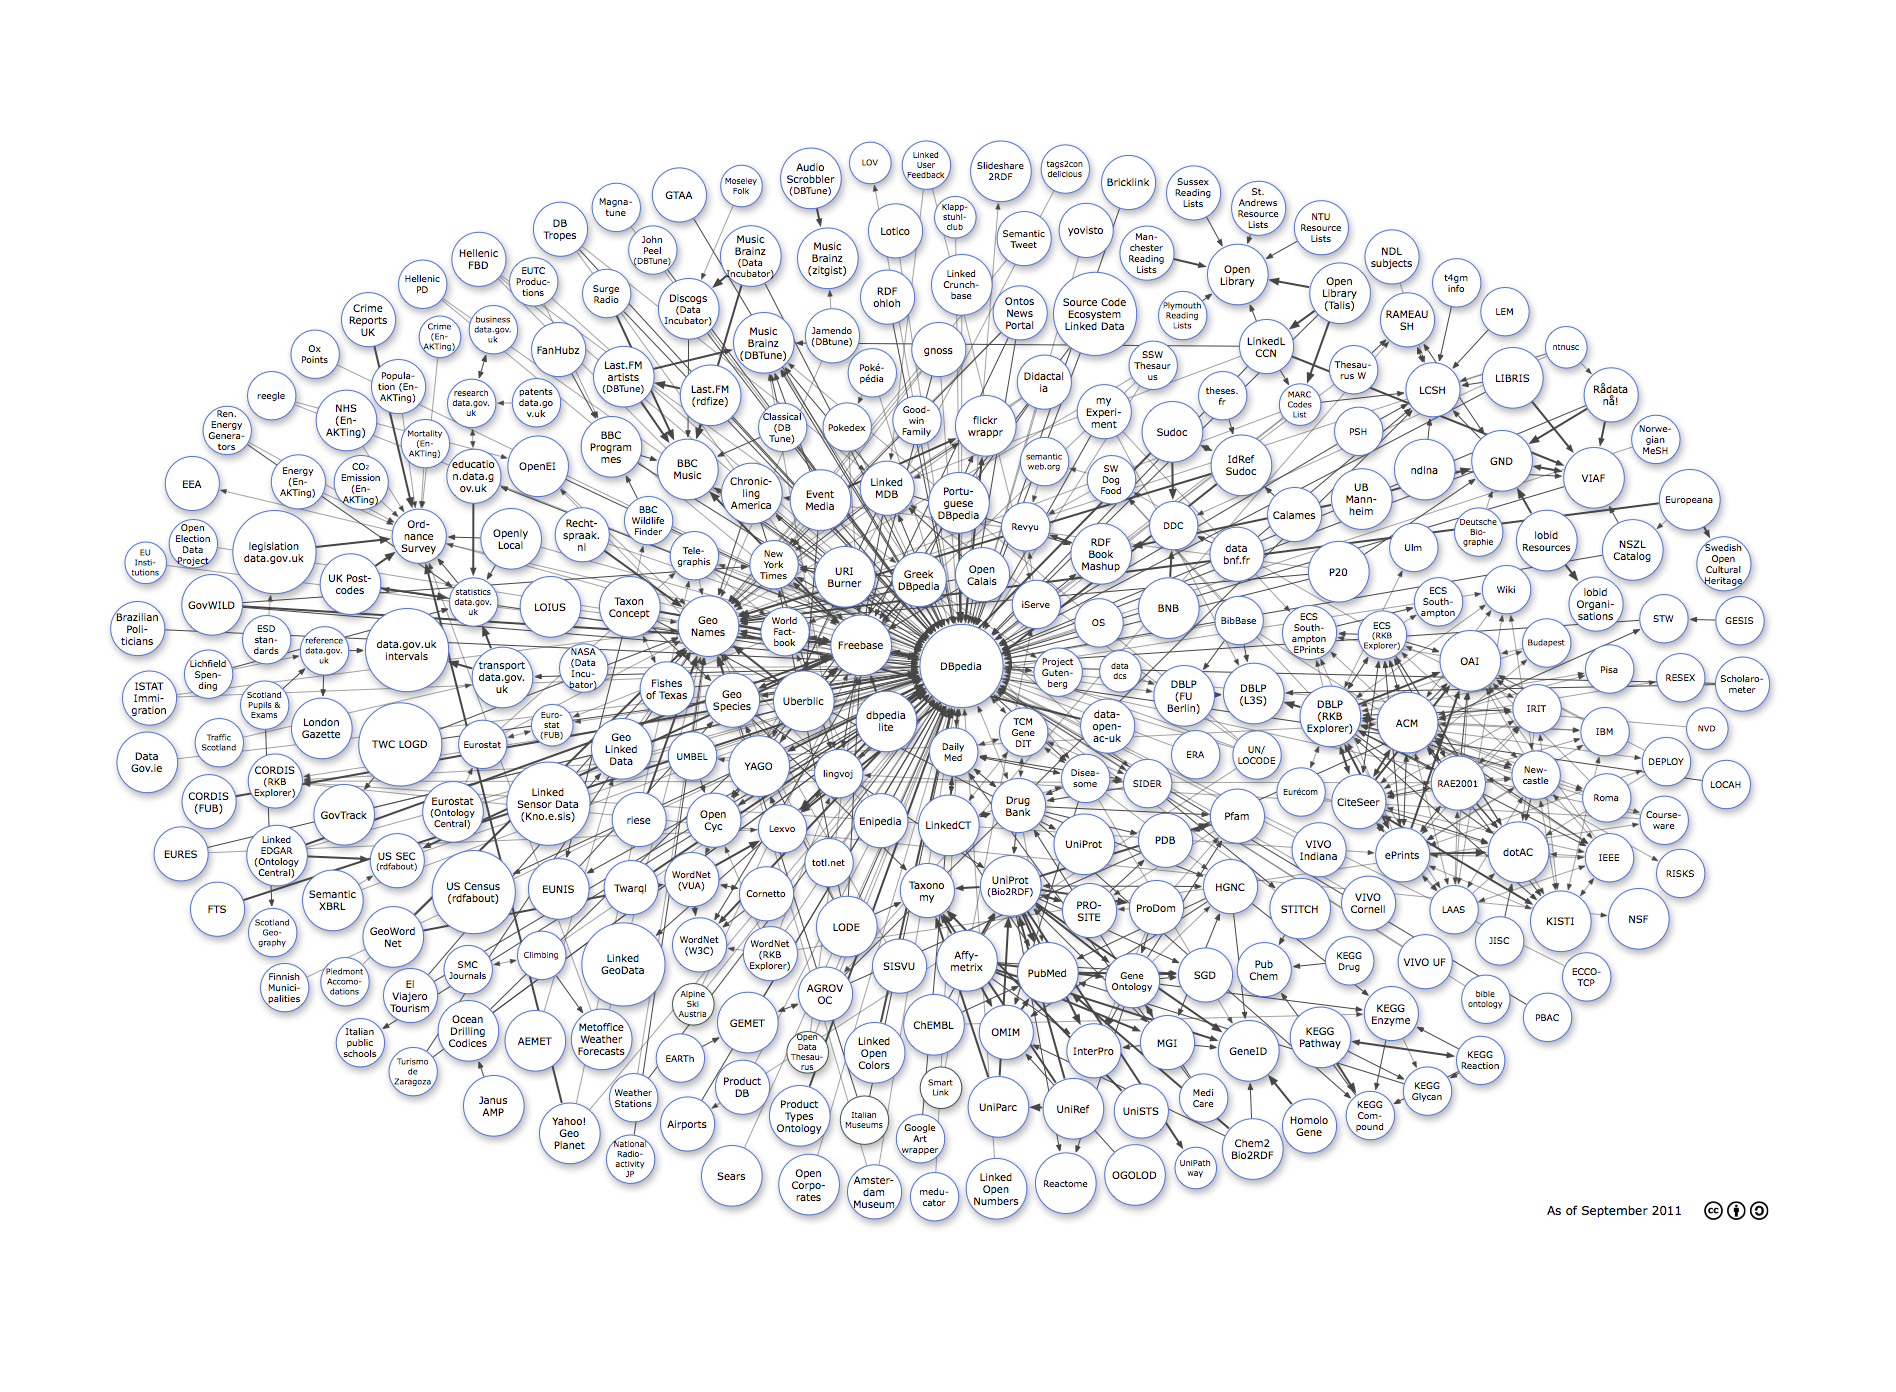 LOV
Linked
User
Feedback
Slideshare
2RDF
tags2con
delicious
Bricklink
Sussex
Reading
Lists
St.
Andrews
Resource
Lists
NTU
Resource
Lists
Audio
Scrobbler
(DBTune)
Moseley
Folk
GTAA
Magna-
tune
DB
Tropes
John
Peel
(DBTune)
Music
Brainz
(Data
Incubator)
Music
Brainz
(zitgist)
Lotico
Klapp-
stuhl-
club
Semantic
Tweet
yovisto
Man-
chester
Reading
Lists
Open
Library
NDL
subjects
Hellenic
FBD
Hellenic
PD
EUTC
Produc-
tions
Surge
Radio
Discogs
(Data
Incubator)
RDF
ohloh
Linked
Crunch-
base
Ontos
News
Portal
Source Code
Ecosystem
Linked Data
Plymouth
Reading
Lists
Open
Library
(Talis)
t4gm
info
RAMEAU
SH
LEM
Crime
Reports
UK
Crime
(En-
AKTing)
business
data.gov.
uk
FanHubz
Music
Brainz
(DBTune)
Jamendo
(DBtune)
gnoss
LinkedL
CCN
ntnusc
Ox
Points
Popula-
tion (En-
AKTing)
research
data.gov.
uk
patents
data.go
v.uk
Last.FM
artists
(DBTune)
Last.FM
(rdfize)
Poké-
pédia
Didactal
ia
SSW
Thesaur
us
theses.
fr
MARC
Codes
List
Thesau-
rus W
LCSH
LIBRIS
Rådata
nå!
reegle
Ren.
Energy
Genera-
tors
NHS
(En-
AKTing)
Mortality
(En-
AKTing)
BBC
Program
mes
Classical
(DB
Tune)
Pokedex
Good-
win
Family
flickr
wrappr
my
Experi-
ment
Sudoc
PSH
Norwe-
gian
MeSH
EEA
Energy
(En-
AKTing)
CO2
Emission
(En-
AKTing)
educatio
n.data.g
ov.uk
OpenEI
BBC
Music
Chronic-
ling
America
Event
Media
Linked
MDB
Portu-
guese
DBpedia
semantic
web.org
SW
Dog
Food
IdRef
Sudoc
UB
Mann-
heim
ndlna
GND
VIAF
Europeana
Open
Election
Data
Project
legislation
data.gov.uk
Ord-
nance
Survey
Openly
Local
Recht-
spraak.
nl
BBC
Wildlife
Finder
Revyu
DDC
Calames
Deutsche
Bio-
graphie
lobid
Resources
NSZL
Catalog
Swedish
Open
Cultural
Heritage
EU
Insti-
tutions
UK Post-
codes
Tele-
graphis
New
York
Times
URI
Burner
Greek
DBpedia
Open
Calais
RDF
Book
Mashup
data
bnf.fr
Ulm
P20
GovWILD
statistics
data.gov.
uk
LOIUS
Taxon
Concept
iServe
BNB
ECS
South-
ampton
Wiki
lobid
Organi-
sations
STW
GESIS
Brazilian
Poli-
ticians
ESD
stan-
dards
reference
data.gov.
uk
data.gov.uk
intervals
Geo
Names
World
Fact-
book
Freebase
DBpedia
OS
BibBase
ECS
South-
ampton
EPrints
ECS
(RKB
Explorer)
OAI
Budapest
Pisa
RESEX
Scholaro-
meter
Lichfield
Spen-
ding
ISTAT
Immi-
gration
Scotland
Pupils &
Exams
transport
data.gov.
uk
NASA
(Data
Incu-
bator)
Fishes
of Texas
Geo
Species
Uberblic
dbpedia
lite
Project
Guten-
berg
data
dcs
DBLP
(FU
Berlin)
DBLP
(L3S)
DBLP
(RKB
Explorer)
ACM
IRIT
IBM
NVD
Traffic
Scotland
London
Gazette
TWC LOGD
Eurostat
Euro-
stat
(FUB)
Geo
Linked
Data
UMBEL
YAGO
Daily
Med
TCM
Gene
DIT
data-
open-
ac-uk
ERA
UN/
LOCODE
DEPLOY
Data
Gov.ie
CORDIS
(RKB
Explorer)
CORDIS
(FUB)
GovTrack
Eurostat
(Ontology
Central)
Linked
Sensor Data
(Kno.e.sis)
riese
Open
Cyc
lingvoj
Lexvo
Enipedia
LinkedCT
Drug
Bank
Disea-
some
SIDER
Eurécom
CiteSeer
RAE2001
New-
castle
Roma
LOCAH
Course-
ware
EURES
Linked
EDGAR
(Ontology
Central)
US SEC
(rdfabout)
totl.net
UniProt
PDB
Pfam
VIVO
Indiana
ePrints
dotAC
IEEE
RISKS
FTS
Semantic
XBRL
US Census
(rdfabout)
EUNIS
Twarql
WordNet
(VUA)
Cornetto
Taxono
my
UniProt
(Bio2RDF)
PRO-
SITE
ProDom
HGNC
STITCH
VIVO
Cornell
LAAS
KISTI
NSF
Scotland
Geo-
graphy
GeoWord
Net
WordNet
(W3C)
WordNet
(RKB
Explorer)
LODE
JISC
Finnish
Munici-
palities
Piedmont
Accomo-
dations
SMC
Journals
Climbing
Linked
GeoData
SISVU
Affy-
metrix
PubMed
Gene
Ontology
SGD
Pub
Chem
KEGG
Drug
VIVO UF
ECCO-
TCP
El
Viajero
Tourism
Alpine
Ski
Austria
AGROV
OC
bible
ontology
PBAC
Italian
public
schools
Ocean
Drilling
Codices
AEMET
Metoffice
Weather
Forecasts
GEMET
Open
Data
Thesau-
rus
Linked
Open
Colors
ChEMBL
OMIM
InterPro
MGI
GeneID
KEGG
Pathway
KEGG
Enzyme
KEGG
Reaction
Turismo
de
Zaragoza
EARTh
Product
DB
Smart
Link
Medi
Care
KEGG
Glycan
Janus
AMP
Yahoo!
Geo
Planet
Weather
Stations
Airports
Product
Types
Ontology
Italian
Museums
Google
Art
wrapper
UniParc
UniRef
UniSTS
Chem2
Bio2RDF
Homolo
Gene
KEGG
Com-
pound
National
Radio-
activity
JP
Sears
Open
Corpo-
rates
Amster-
dam
Museum
medu-
cator
Linked
Open
Numbers
Reactome
OGOLOD
UniPath
way
As of September 2011
cc